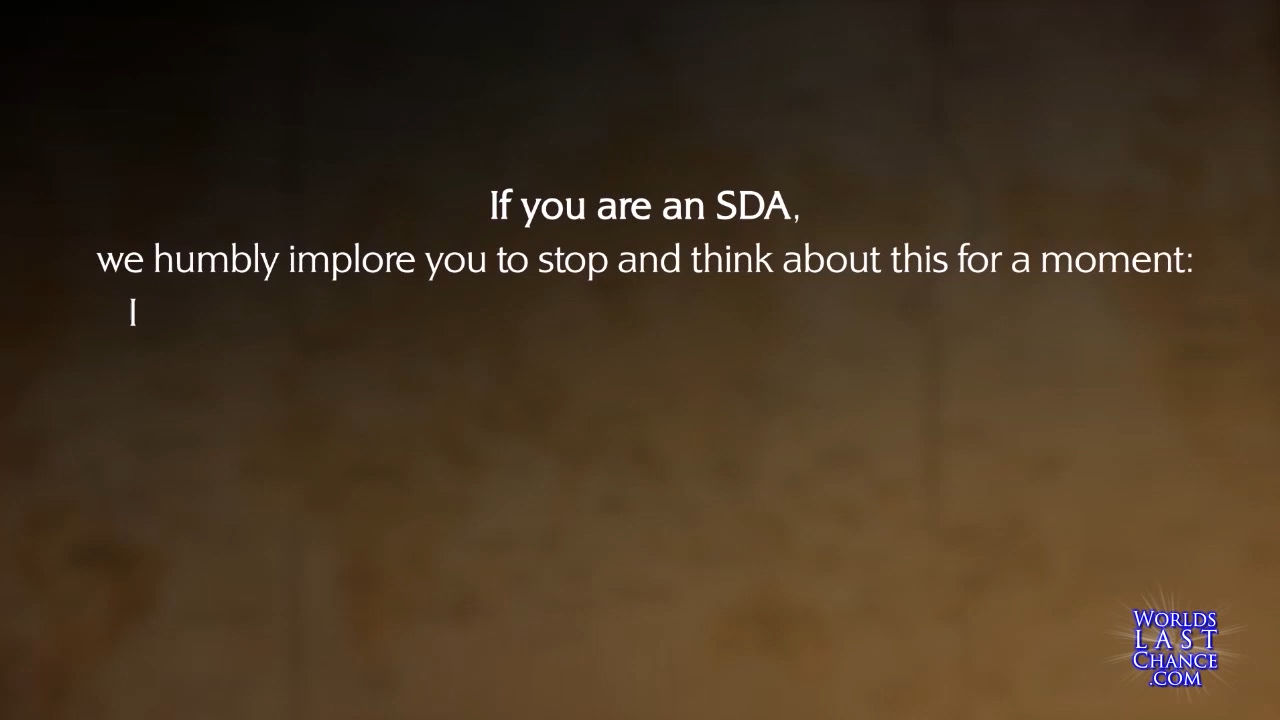 If you are an SDA,
we humbly implore you to stop and think about this for a moment:
I
WORLDS
LAST
CHANCE
.COM